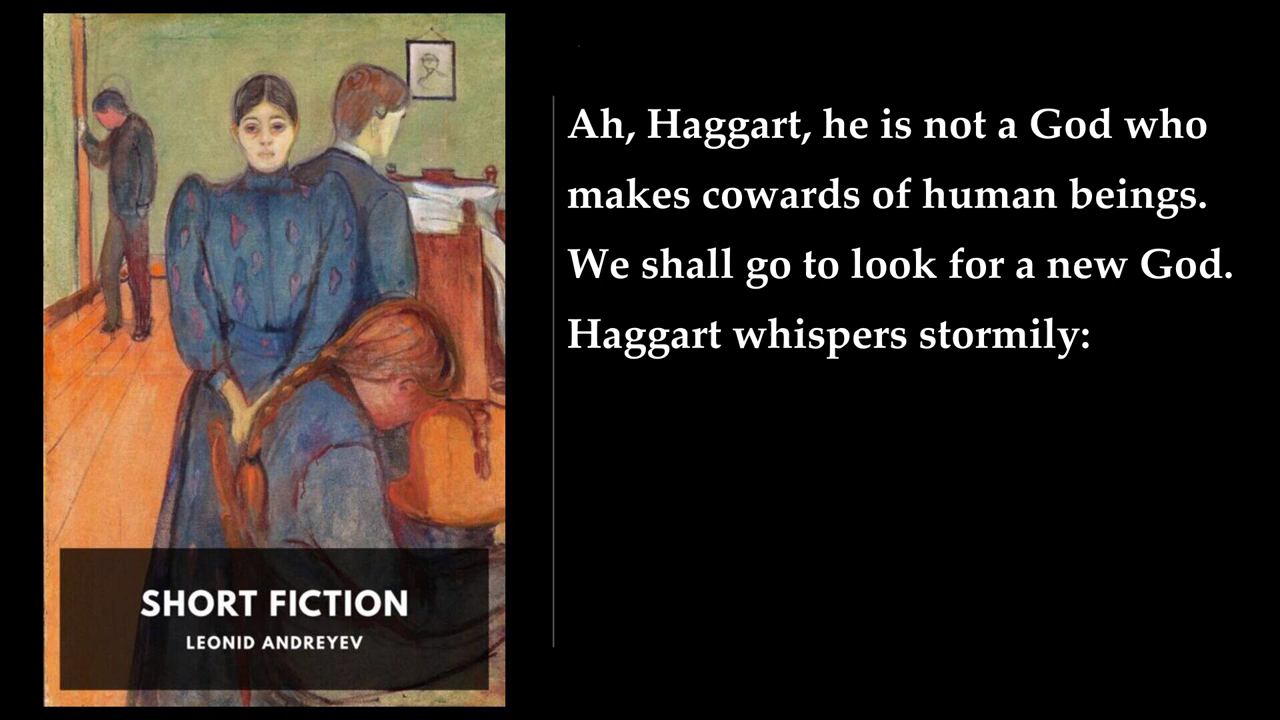 Ah, Haggart, he is not a God who
makes cowards of human beings.
We shall go to look for a new God.
Haggart whispers stormily:
SHORT FICTION
LEONID ANDREYEV